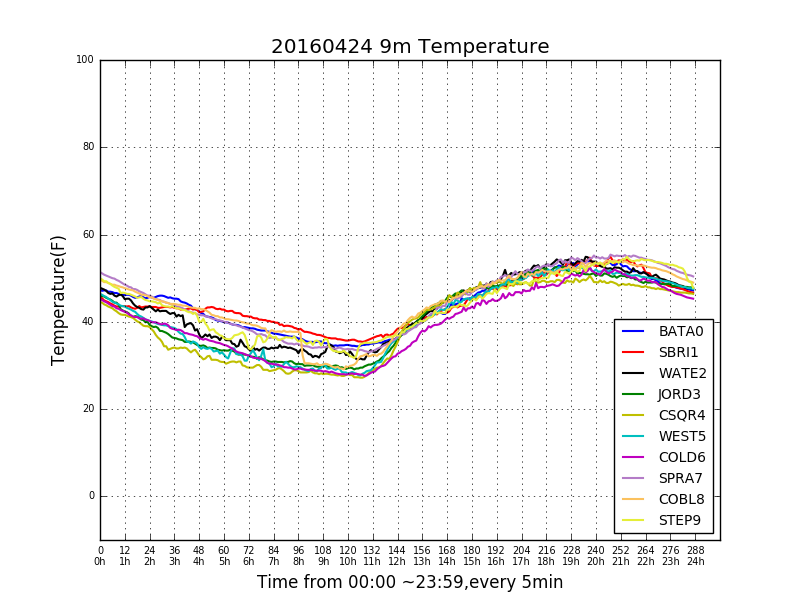 20160424 9m Temperature
100
80
60
40
20
0
Temperature(F)
BATA0
SBRI1
WATE2
JORD3
CSQR4
WEST5
COLD6
SPRA7
COBL8
STEP9
0 12 24 36 48 60 72 84 96 108 120 132 144 156 168 180 192 204 216 228 240 252 264 276 288
0h 1h 2h 3h 4h 5h 6h 7h 8h 9h 10h 11h 12h 13h 14h 15h 16h 17h 18h 19h 20h 21h 22h 23h 24h
Time from 00:00 ~23:59,every 5min